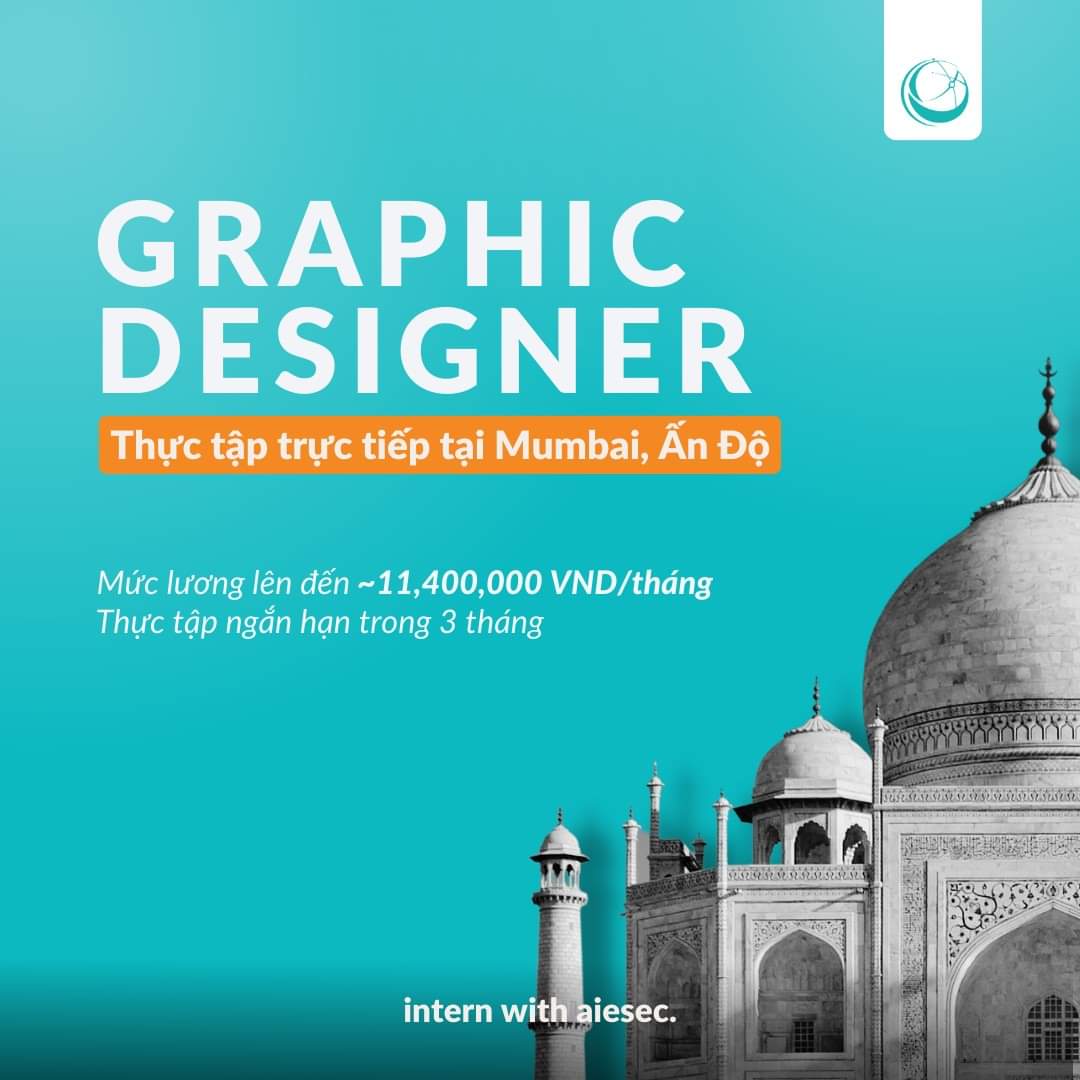 GRAPHIC
DESIGNER
Thực tập trực tiếp tại Mumbai, Ấn Độ
Mức lương lên đến ~11,400,000 VND/tháng
Thực tập ngắn hạn trong 3 tháng
intern with aiesec.